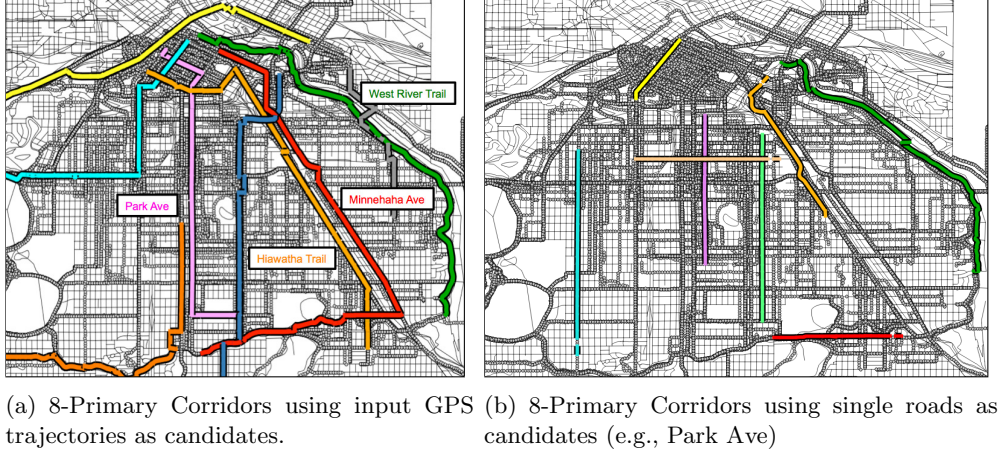 West River Trail
Park Ave
Minnehaha Ave
Hiawatha Trail
(a) 8-Primary Corridors using input GPS
trajectories as candidates.
(b) 8-Primary Corridors using single roads as
candidates (e.g., Park Ave)